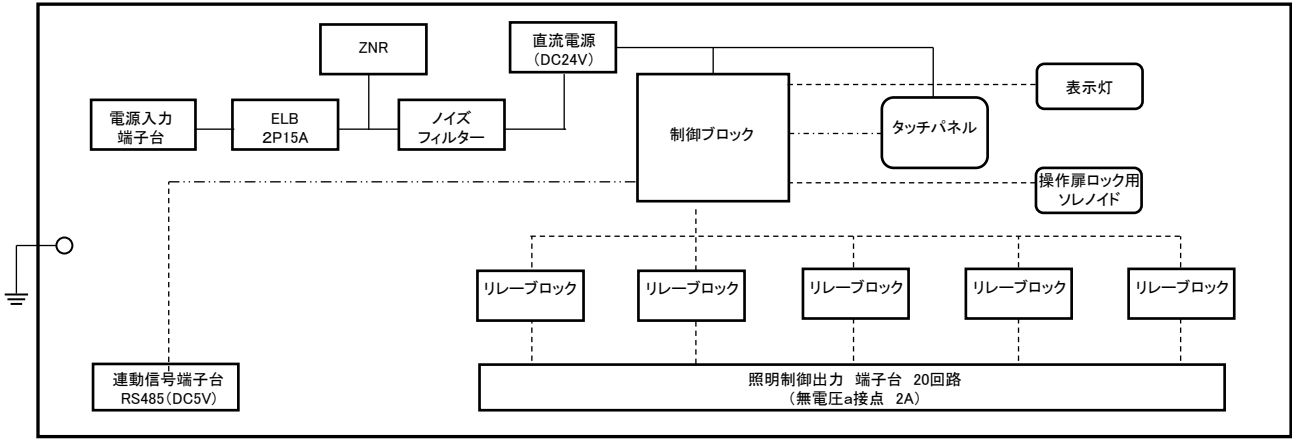 ZNR
直流電源
(DC24V)
電源入力
端子台
ELB
2P15A
ノイズ
フィルター
制御ブロック
タッチパネル
表示灯
操作扉ロック用
ソレノイド
リレーブロック
リレーブロック
リレーブロック
リレーブロック
リレーブロック
連動信号端子台
RS485(DC5V)
照明制御出力 端子台 20回路
(無電圧a接点 2A)